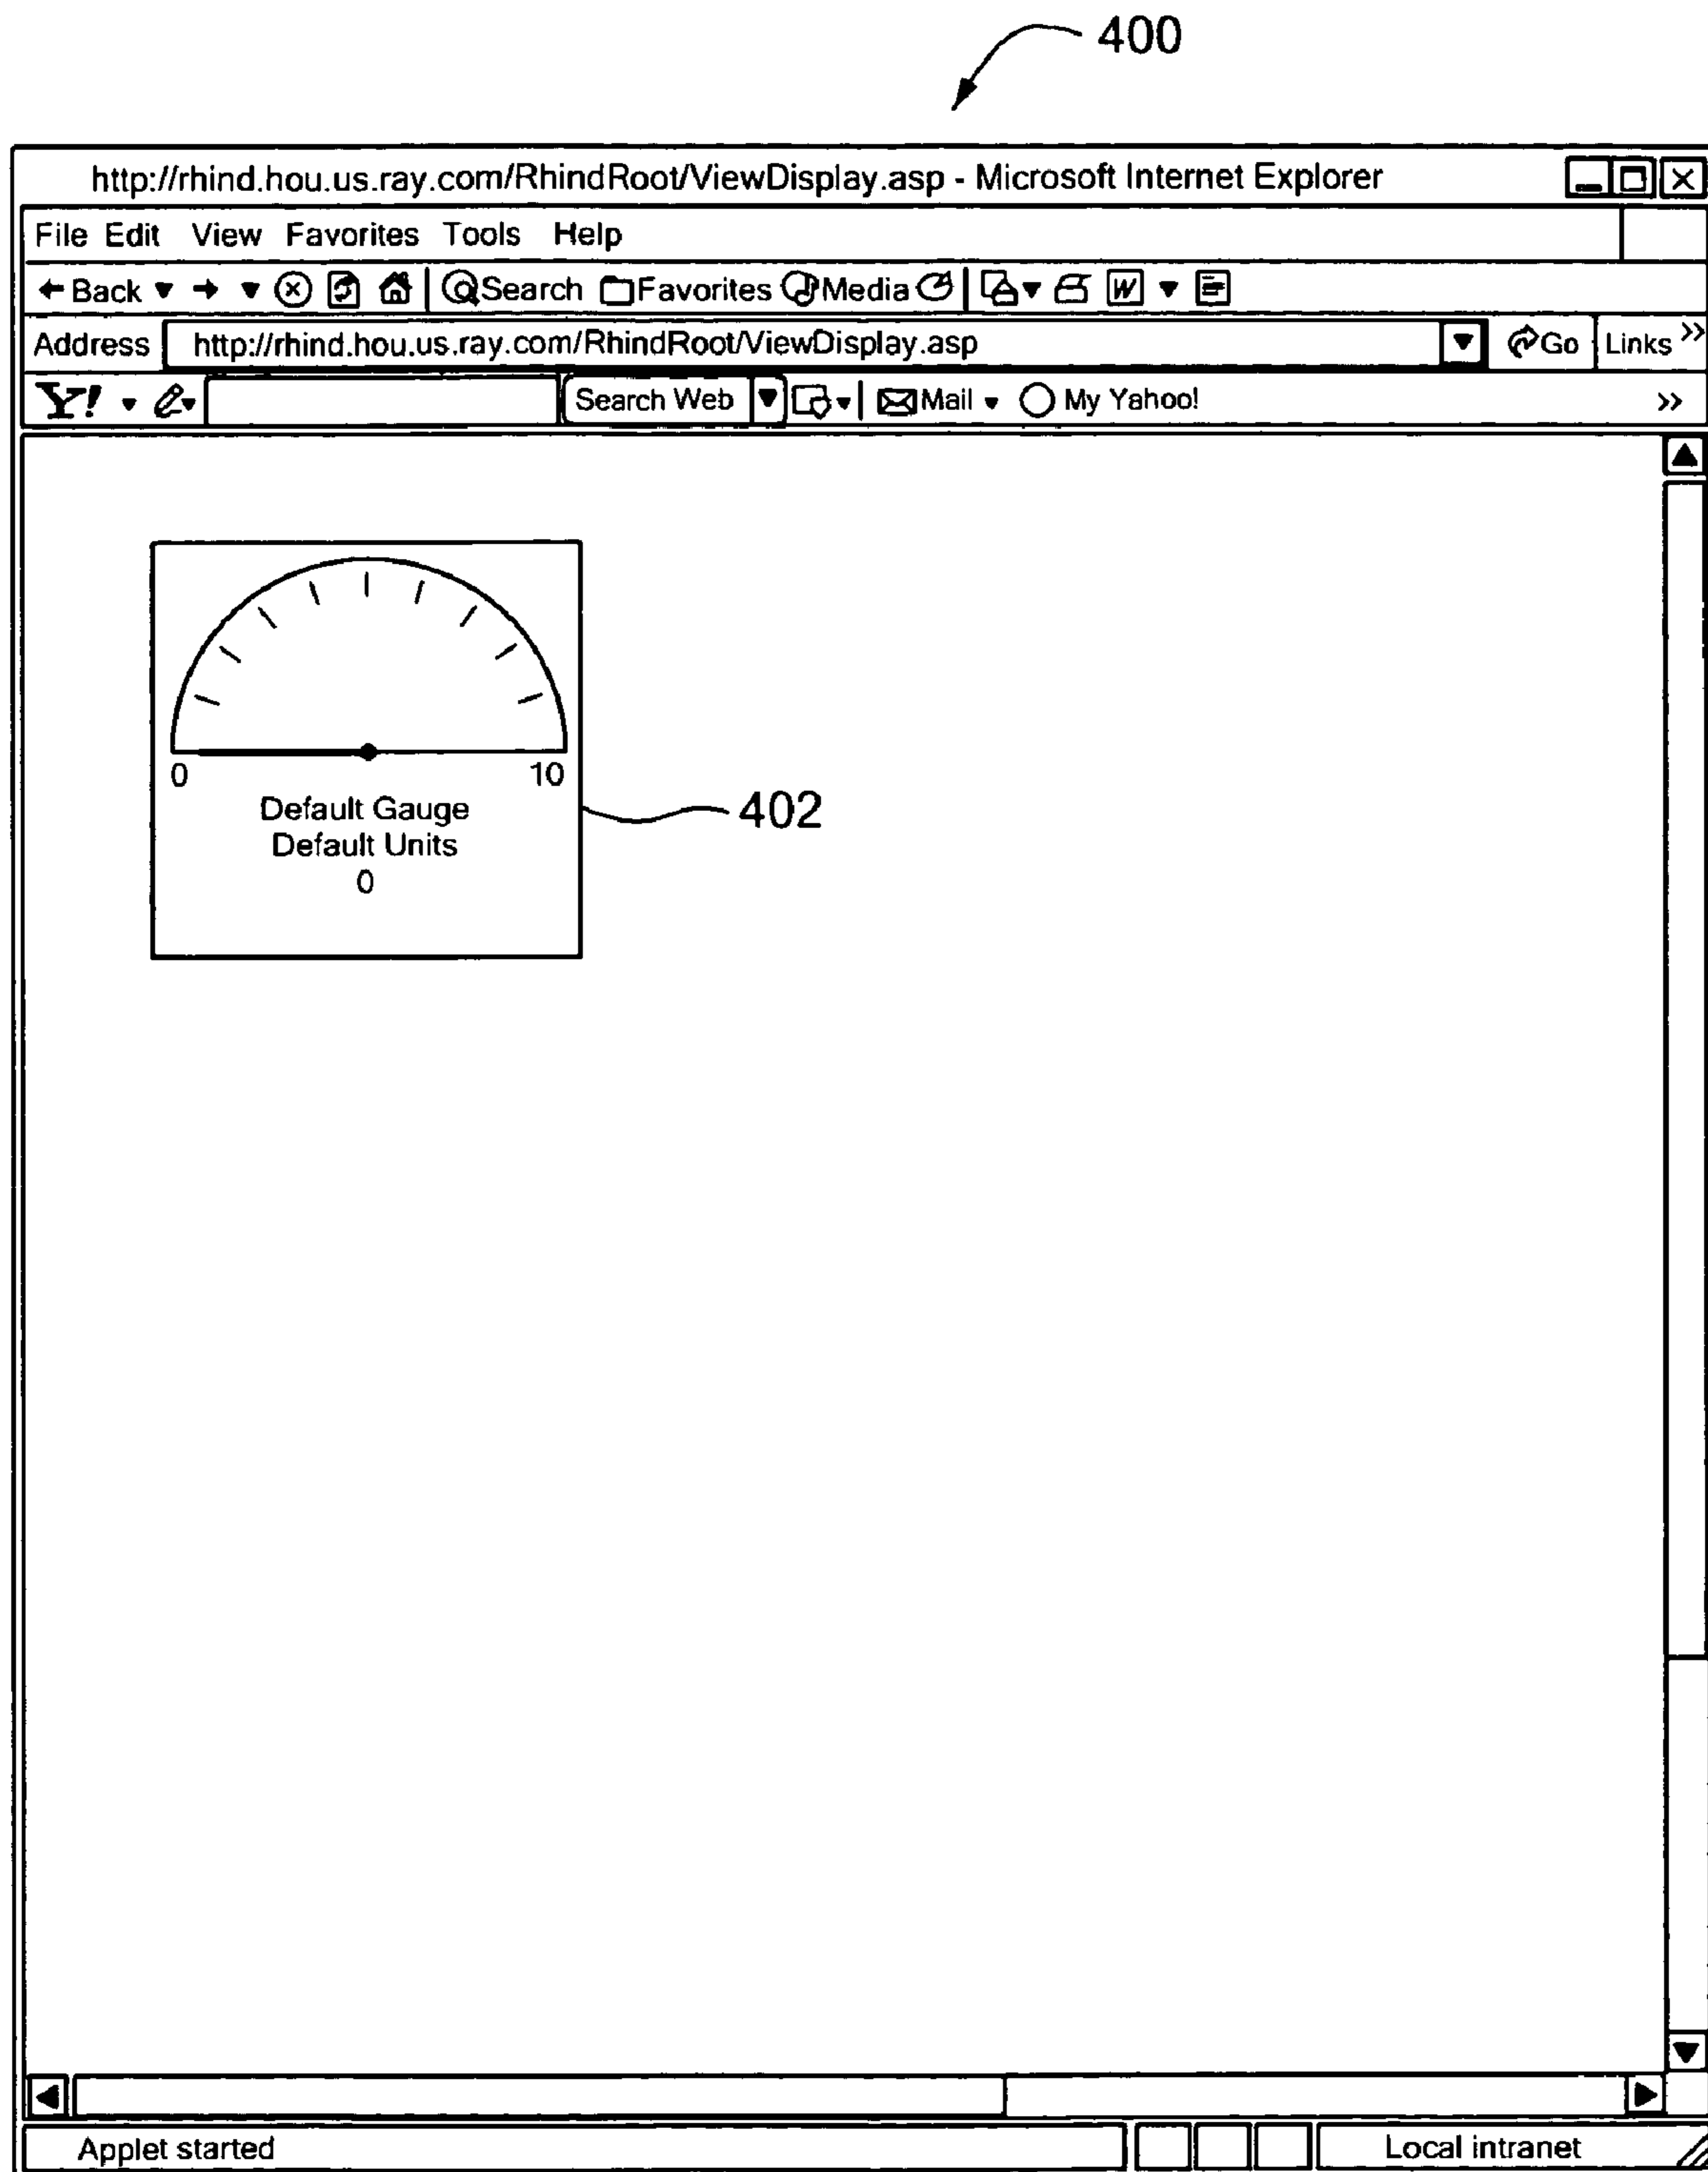 400
http://rhind.hou.us.ray.com/RhindRoot/ViewDisplay.asp - Microsoft Internet Explorer
File Edit View Favorites Tools Help
Back Search Favorites Media W
Address http://rhind.hou.us.ray.com/RhindRoot/ViewDisplay.asp Go Links »
Y! Search Web Mail My Yahoo! »
0 10
Default Gauge
402
Default Units
0
Applet started Local intranet